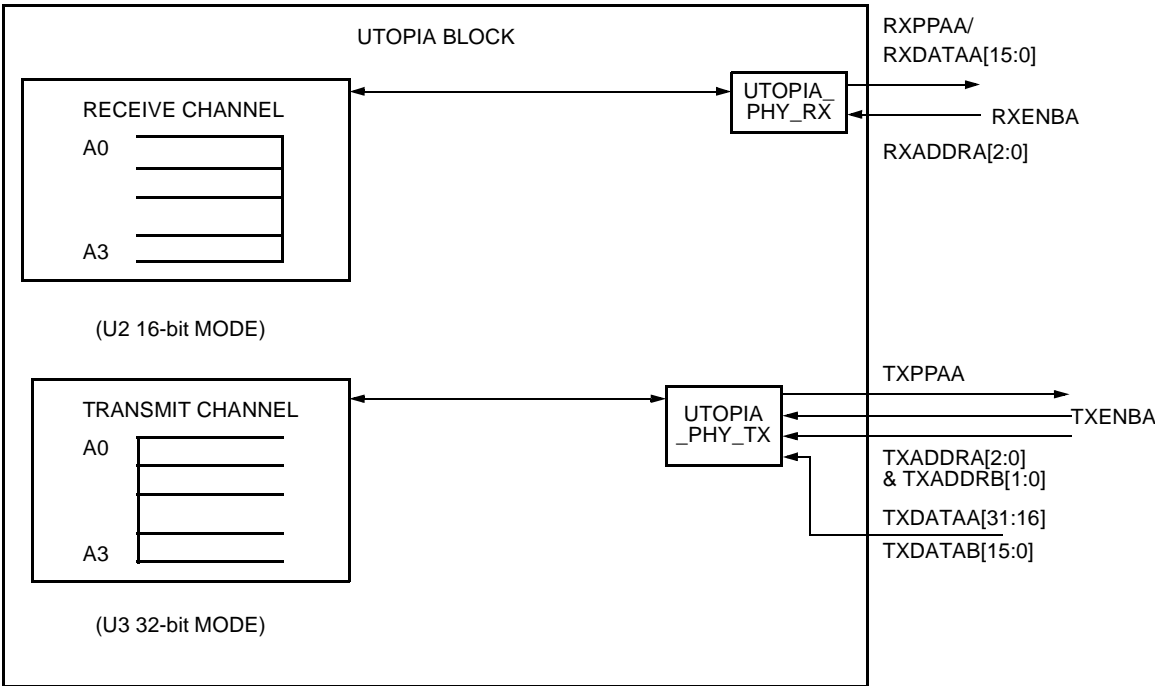 UTOPIA BLOCK
RXPPAA/
RXDATAA[15:0]
UTOPIA_
PHY_RX
RXENBA
RXADDRA[2:0]
RECEIVE CHANNEL
A0
A3
(U2 16-bit MODE)
TXPPAA
TRANSMIT CHANNEL
A0
A3
UTOPIA
_PHY_TX
TXENBA
TXADDRA[2:0]
& TXADDRB[1:0]
TXDATAA[31:16]
TXDATAB[15:0]
(U3 32-bit MODE)